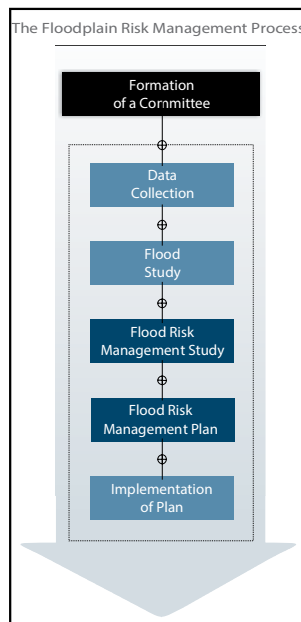 The Floodplain Risk Management Process
Formation
of a Committee
Data
Collection
Flood
Study
Flood Risk
Management Study
Flood Risk
Management Plan
Implementation
of Plan